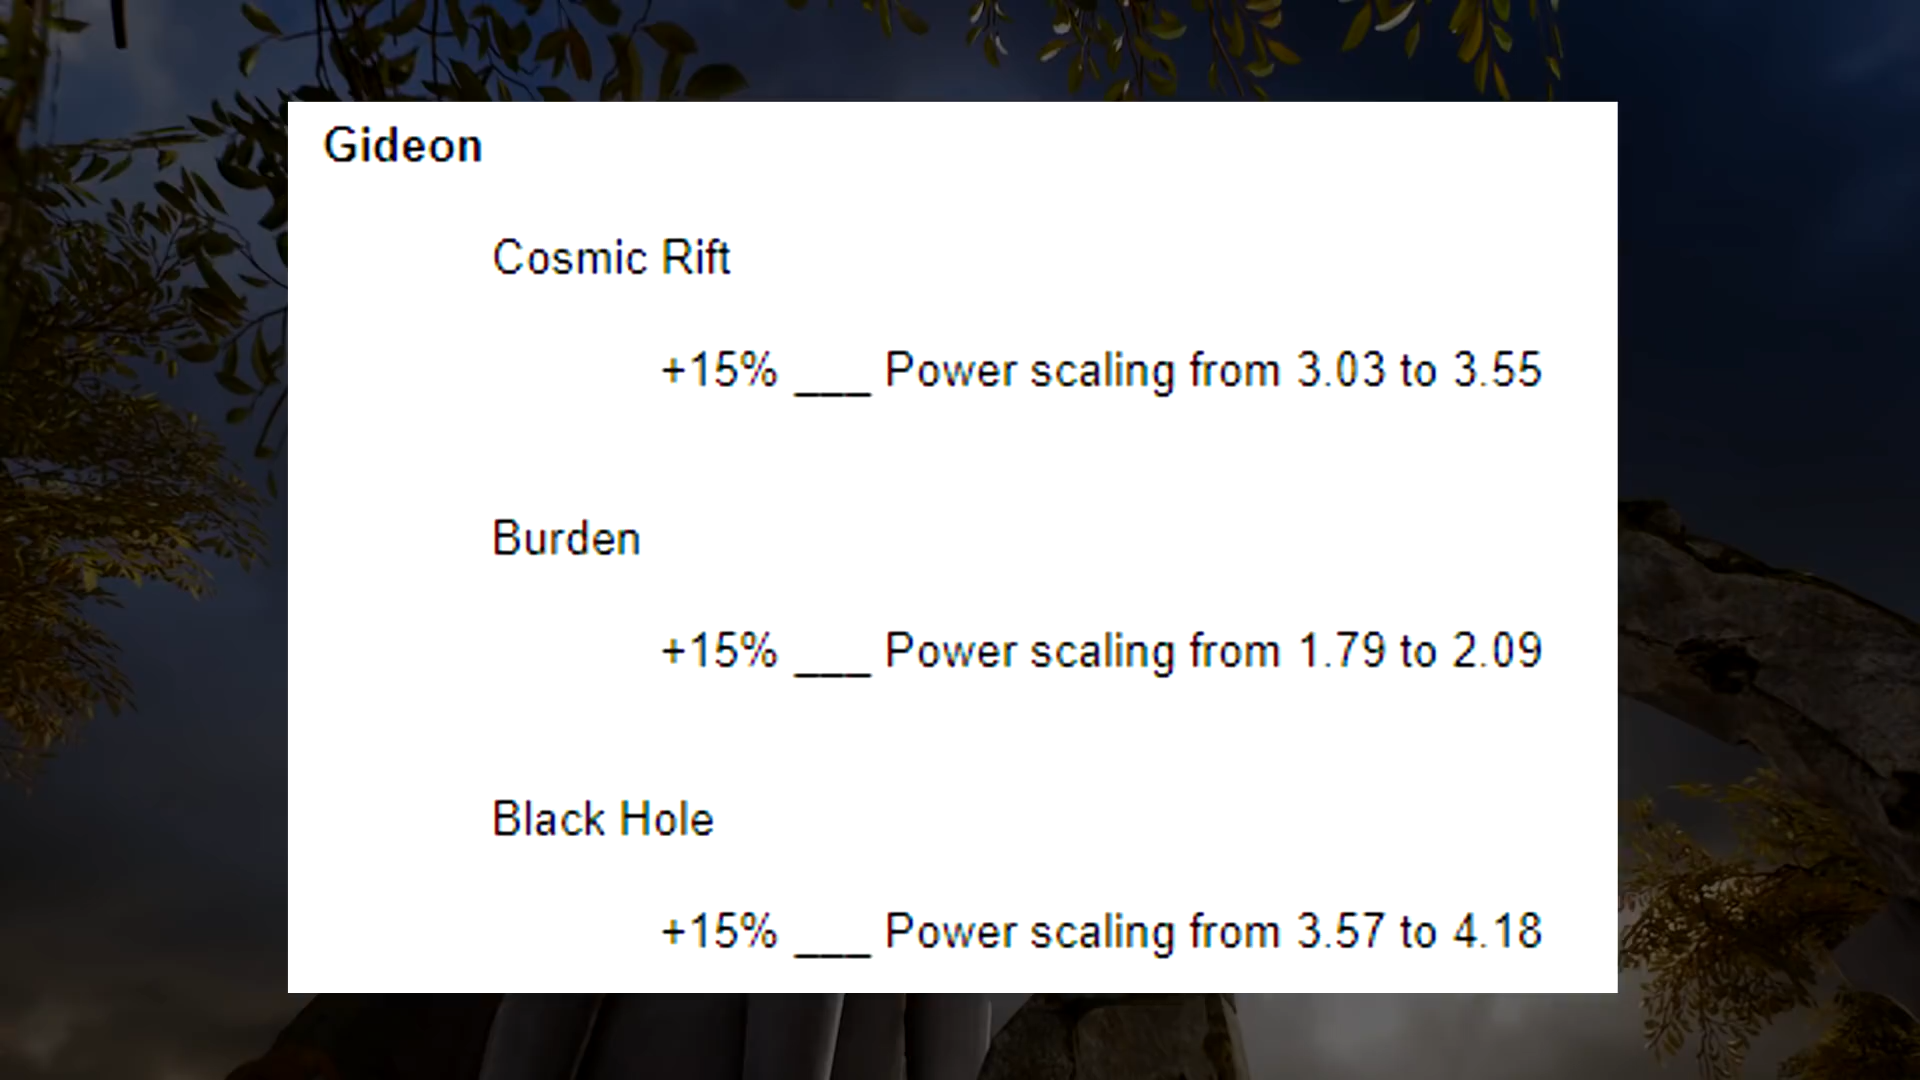 Gideon
Cosmic Rift
+15% ___ Power scaling from 3.03 to 3.55
Burden
+15% ___ Power scaling from 1.79 to 2.09
Black Hole
+15% ___ Power scaling from 3.57 to 4.18